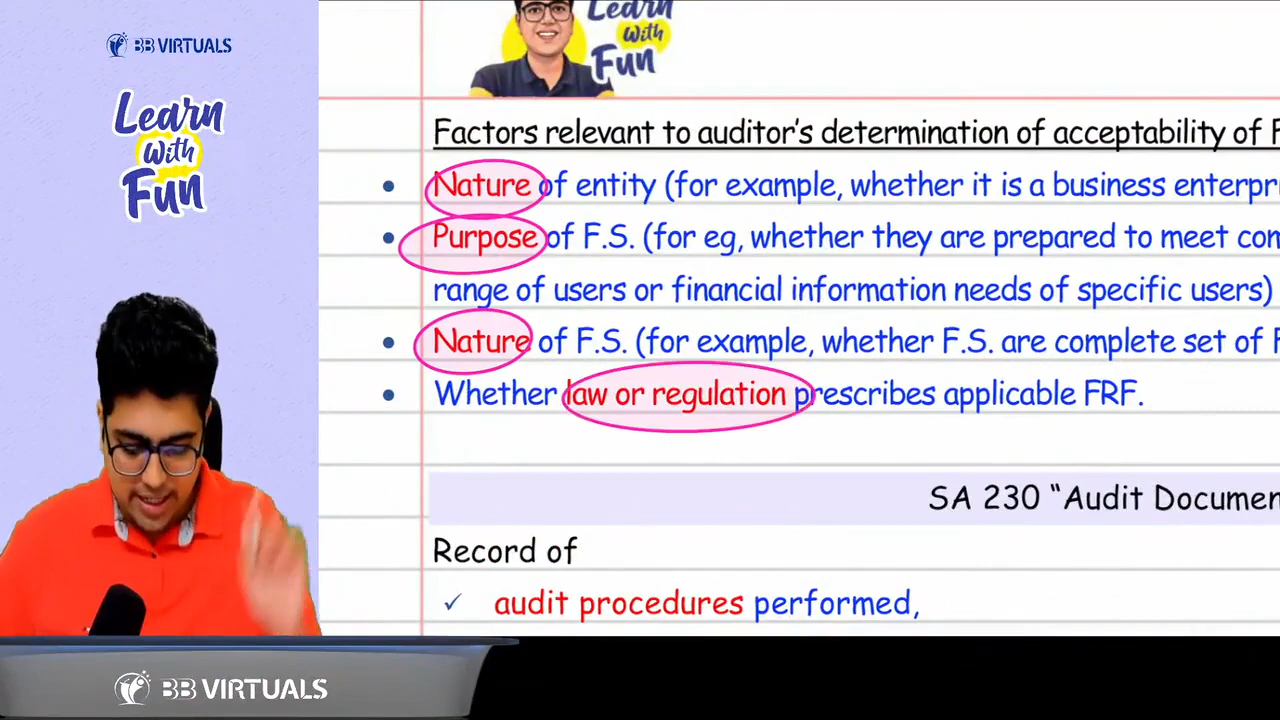 BB VIRTUALS
Learn
With
Fun
Learn
With
Fun
Factors relevant to auditor's determination of acceptability of F
• Nature of entity (for example, whether it is a business enterpri
• Purpose of F.S. (for eg, whether they are prepared to meet com
range of users or financial information needs of specific users)
• Nature of F.S. (for example, whether F.S. are complete set of F
• Whether law or regulation prescribes applicable FRF.
SA 230 “Audit Documen
Record of
✓ audit procedures performed,
BB VIRTUALS